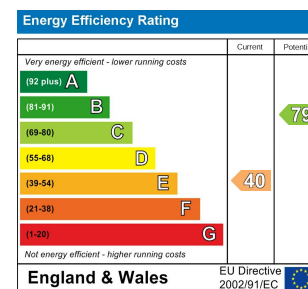 Energy Efficiency Rating
Current Potenti
Very energy efficient - lower running costs
(92 plus) A
(81-91) B
79
(69-80) C
(55-68) D
(39-54) E 40
(21-38) F
(1-20) G
Not energy efficient - higher running costs
England & Wales
EU Directive
2002/91/EC